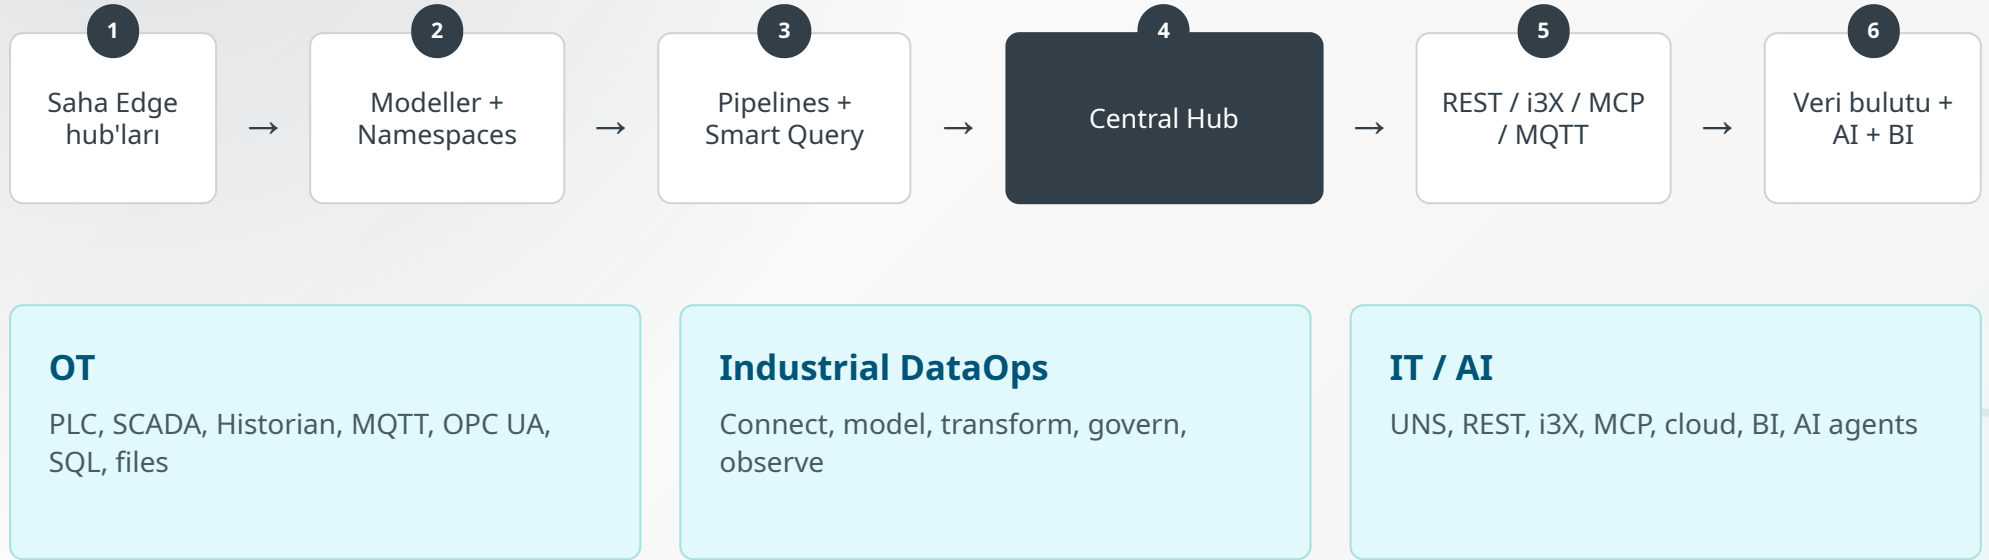 1
Saha Edge
hub'ları
→
2
Modeller +
Namespaces
→
3
Pipelines +
Smart Query
→
4
Central Hub
→
5
REST / i3X / MCP
/ MQTT
→
6
Veri bulutu +
AI + BI
OT
PLC, SCADA, Historian, MQTT, OPC UA,
SQL, files
Industrial DataOps
Connect, model, transform, govern,
observe
IT / AI
UNS, REST, i3X, MCP, cloud, BI, AI agents